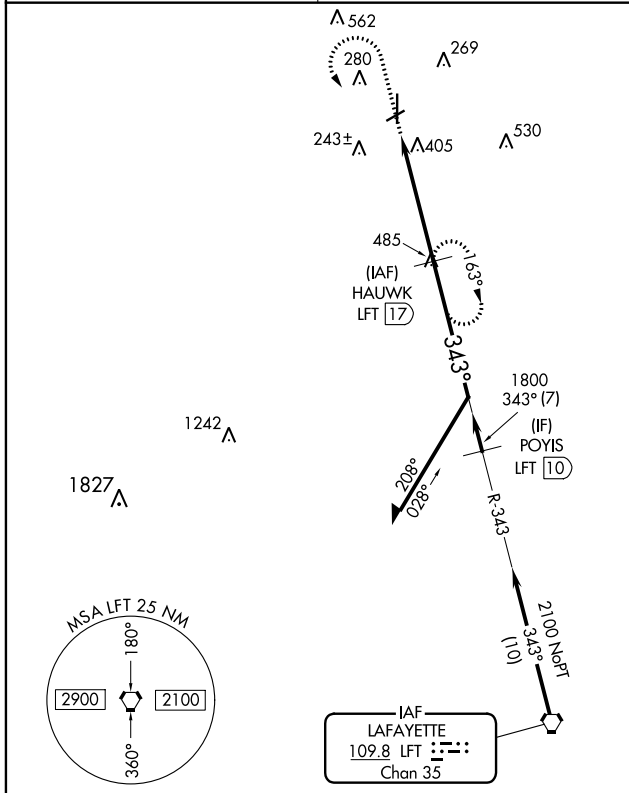 562
280
269
243±
405
530
485
163°
(IAF)
HAUWK
LFT 17
343°
1800
343° (7)
(IF)
POYIS
LFT 10
1242
1827
208°
028°
R-343
2100 NoPT
343°
(10)
MSA LFT 25 NM
180°
2900
2100
360°
IAF
LAFAYETTE
109.8 LFT
Chan 35